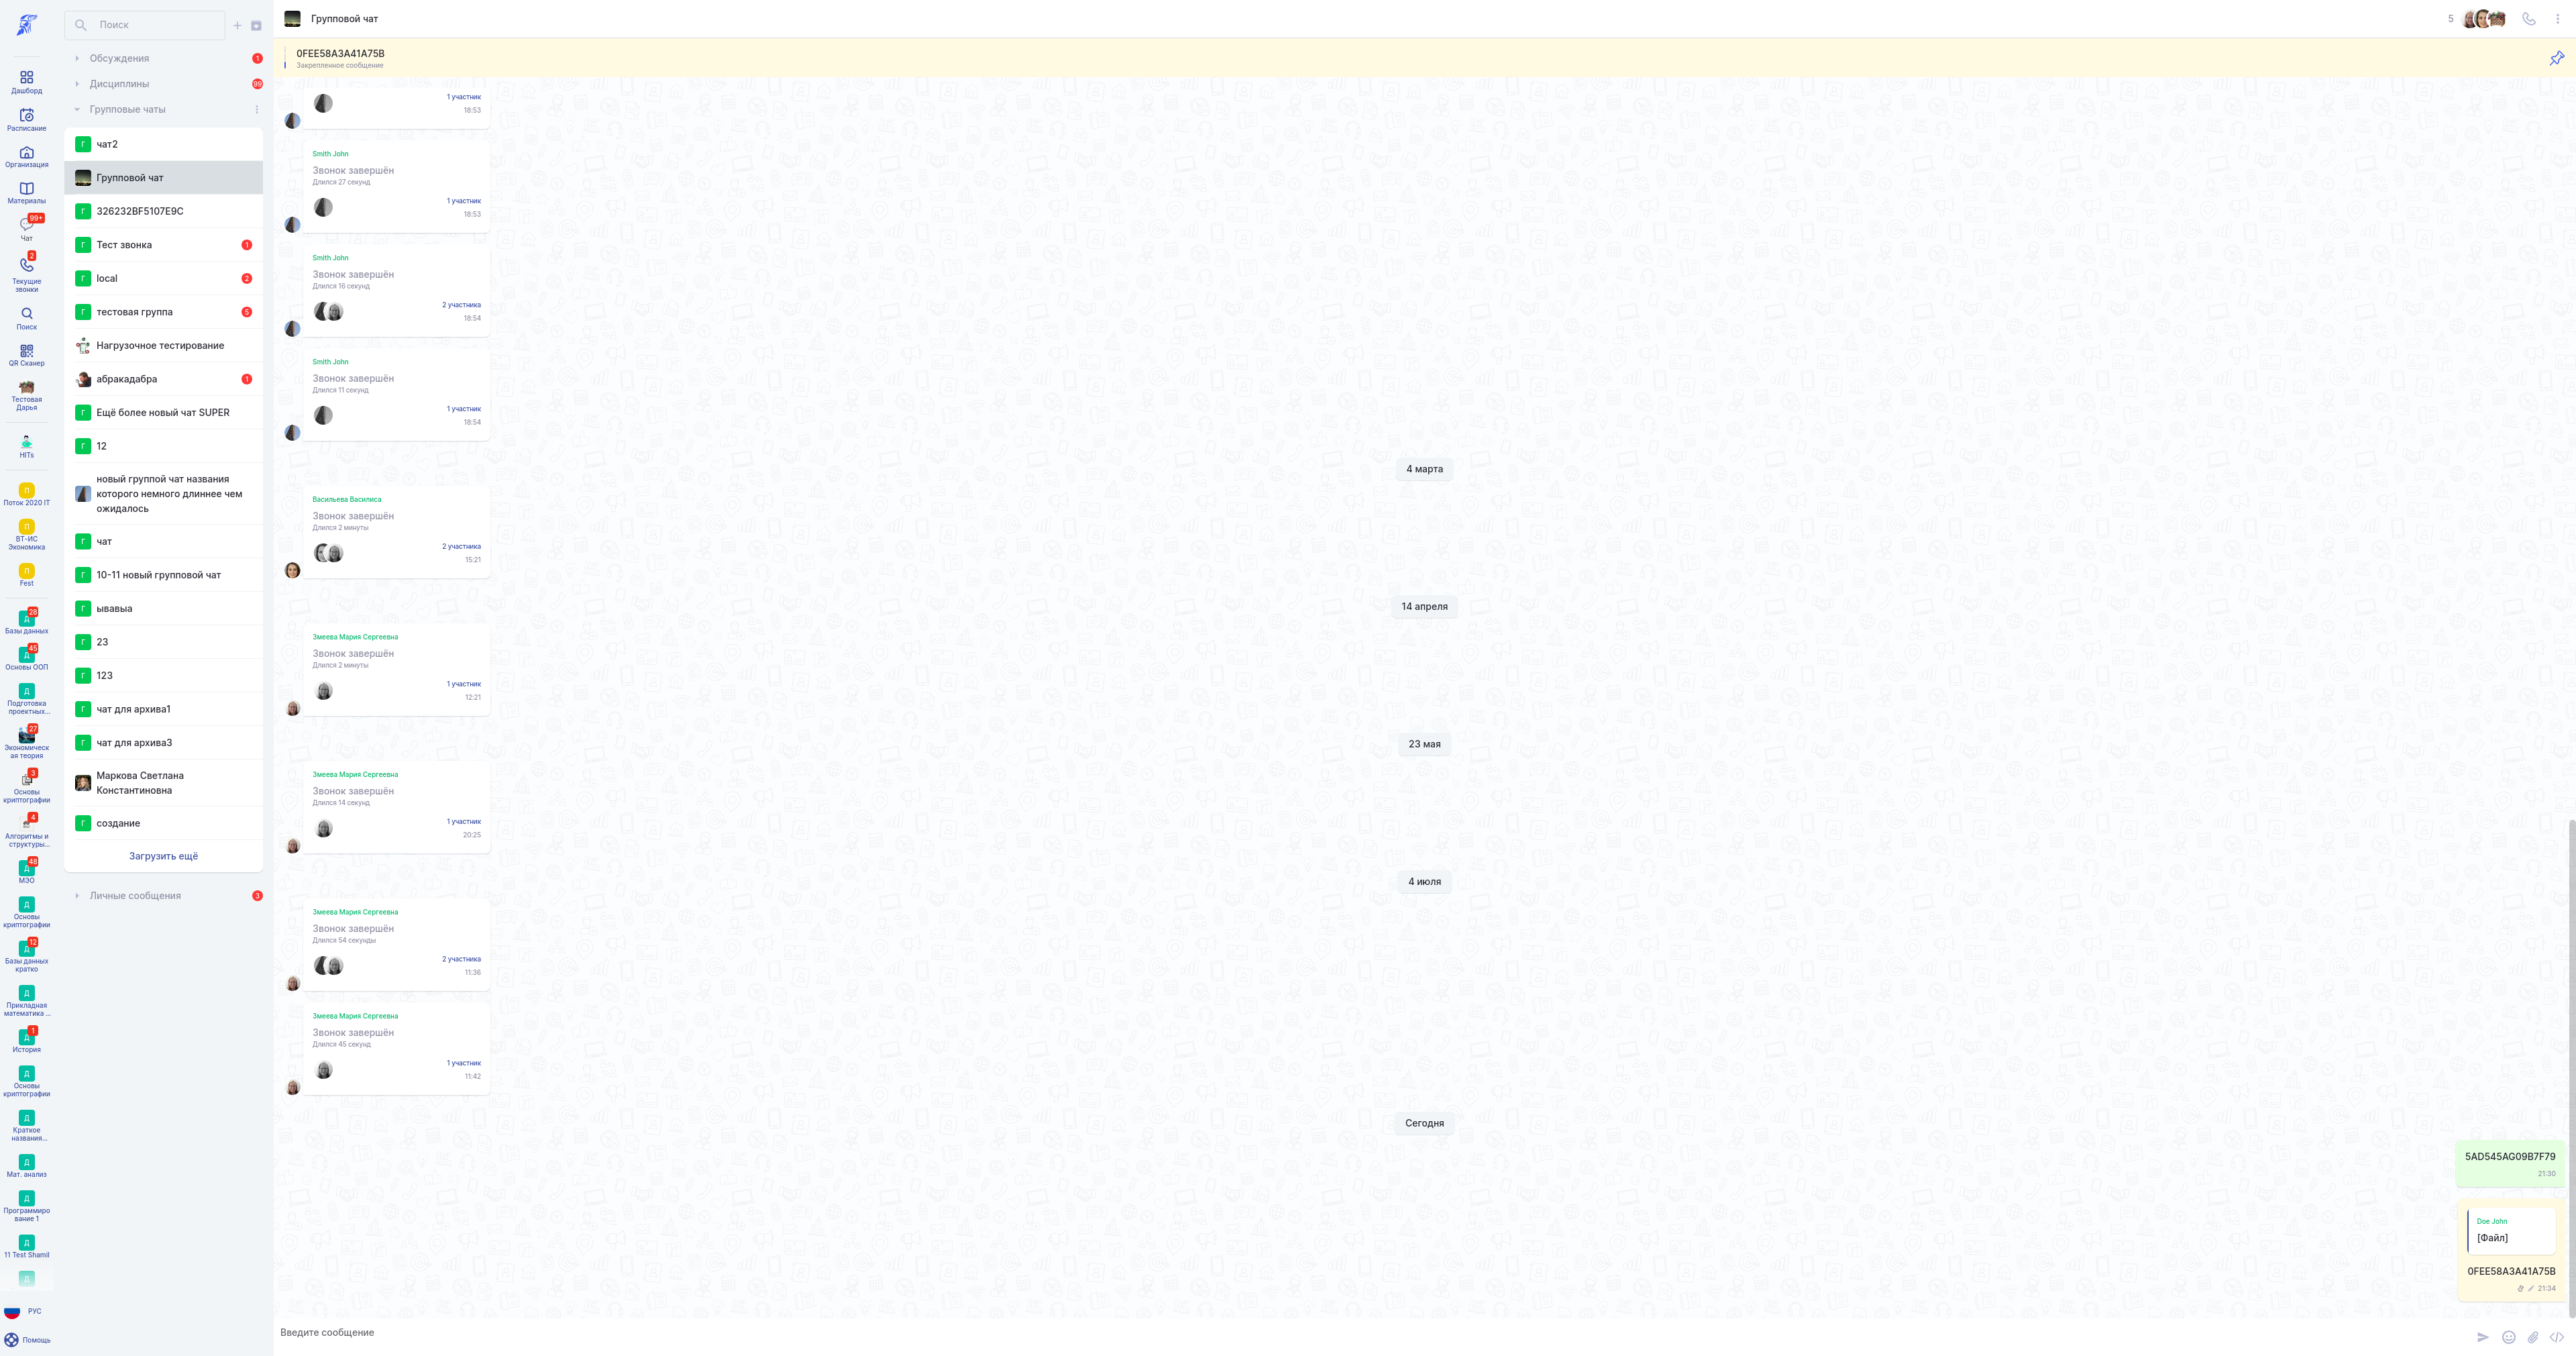 Дашборд
Расписание
Организация
Материалы
99+
Чат
2
Текущие
звонки
Поиск
QR Сканер
Тестовая
Дарья
HITs
П
Поток 2020 IT
П
ВТ-ИС
Экономика
П
Fest
28
Д
Базы данных
45
Д
Основы ООП
Д
Подготовка
проектных...
27
Экономическ
ая теория
3
Основы
криптографии
4
Алгоритмы и
структуры...
48
Д
МЭО
Д
Основы
криптографии
12
Д
Базы данных
кратко
Д
Прикладная
математика ...
1
Д
История
Д
Основы
криптографии
Д
Краткое
названия...
Д
Мат. анализ
Д
Программиро
вание 1
Д
11 Test Shamil
Д
РУС
Помощь
Поиск
Обсуждения
1
Дисциплины
99
Групповые чаты
Г
чат2
Групповой чат
Г
326232BF5107E9C
Г
Тест звонка
1
Г
local
2
Г
тестовая группа
5
Нагрузочное тестирование
абракадабра
1
Г
Ещё более новый чат SUPER
Г
12
новый группой чат названия
которого немного длиннее чем
ожидалось
Г
чат
Г
10-11 новый групповой чат
Г
ывавыа
Г
23
Г
123
Г
чат для архива1
Г
чат для архива3
Маркова Светлана
Константиновна
Г
создание
Загрузить ещё
Личные сообщения
3
Групповой чат
5
0FEE58A3A41A75B
Закрепленное сообщение
1 участник
18:53
Smith John
Звонок завершён
Длился 27 секунд
1 участник
18:53
Smith John
Звонок завершён
Длился 16 секунд
2 участника
18:54
Smith John
Звонок завершён
Длился 11 секунд
1 участник
18:54
4 марта
Васильева Василиса
Звонок завершён
Длился 2 минуты
2 участника
15:21
14 апреля
Змеева Мария Сергеевна
Звонок завершён
Длился 2 минуты
1 участник
12:21
23 мая
Змеева Мария Сергеевна
Звонок завершён
Длился 14 секунд
1 участник
20:25
4 июля
Змеева Мария Сергеевна
Звонок завершён
Длился 54 секунды
2 участника
11:36
Змеева Мария Сергеевна
Звонок завершён
Длился 45 секунд
1 участник
11:42
Сегодня
5AD545AG09B7F79
21:30
Doe John
[Файл]
0FEE58A3A41A75B
21:34
Введите сообщение